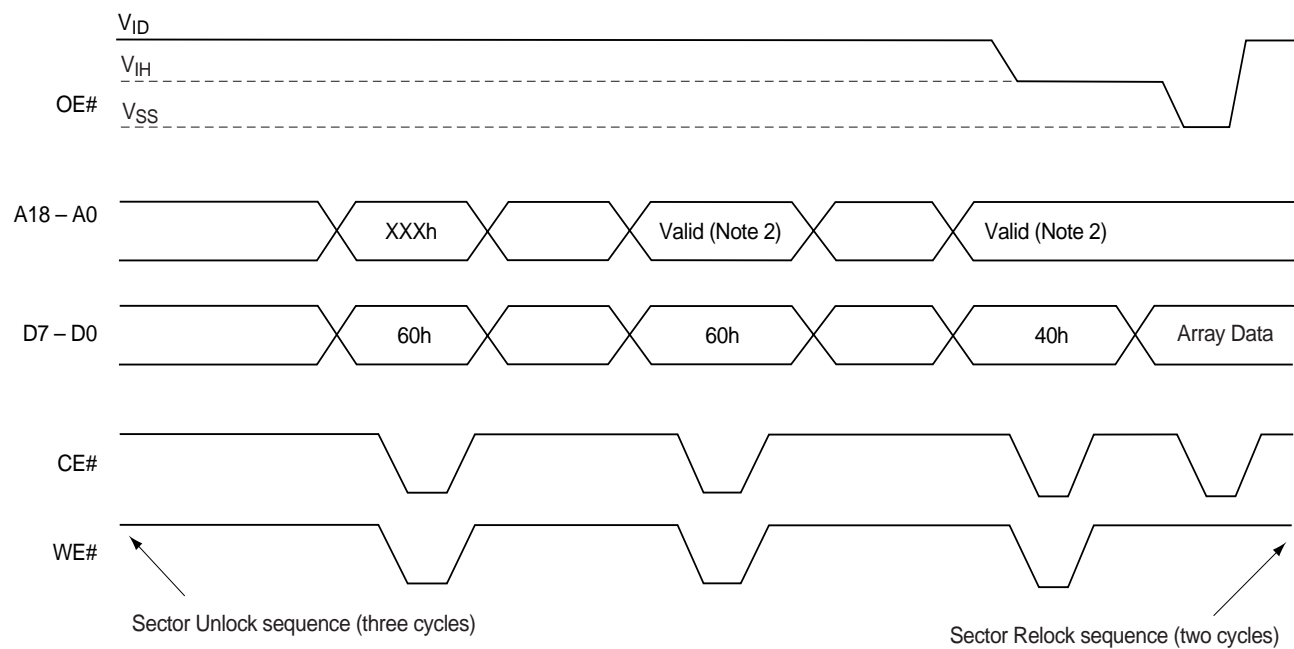 VID
VIH
OE#
VSS
A18 – A0
XXXh
Valid (Note 2)
Valid (Note 2)
D7 – D0
60h
60h
40h
Array Data
CE#
WE#
Sector Unlock sequence (three cycles)
Sector Relock sequence (two cycles)